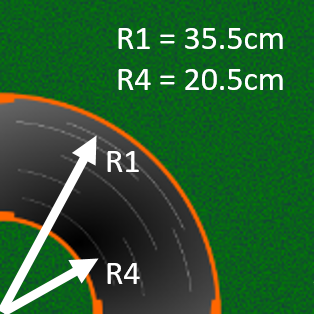 R1 = 35.5cm
R4 = 20.5cm
R1
R4